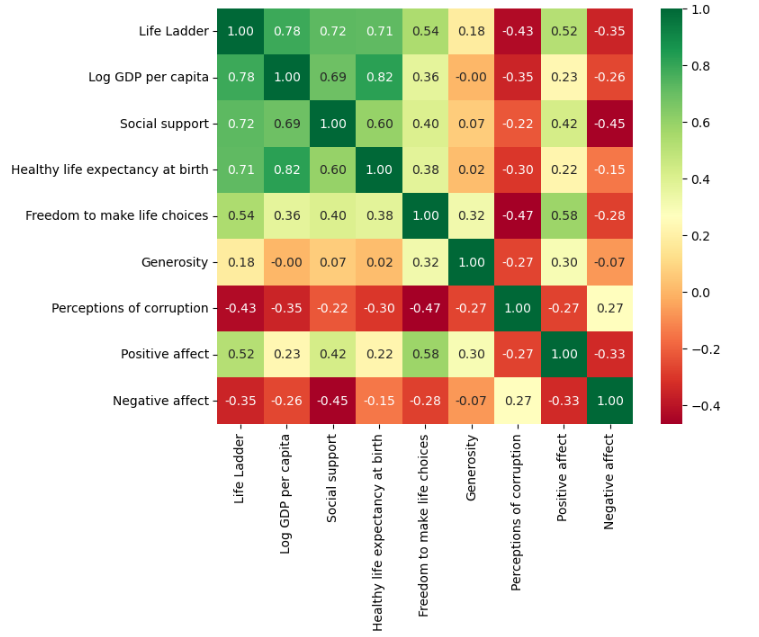 Life Ladder 1.00 0.78 0.72 0.71 0.54 0.18 -0.43 0.52 -0.35
Log GDP per capita 0.78 1.00 0.69 0.82 0.36 -0.00 -0.35 0.23 -0.26
Social support 0.72 0.69 1.00 0.60 0.40 0.07 -0.22 0.42 -0.45
Healthy life expectancy at birth 0.71 0.82 0.60 1.00 0.38 0.02 -0.30 0.22 -0.15
Freedom to make life choices 0.54 0.36 0.40 0.38 1.00 0.32 -0.47 0.58 -0.28
Generosity 0.18 -0.00 0.07 0.02 0.32 1.00 -0.27 0.30 -0.07
Perceptions of corruption -0.43 -0.35 -0.22 -0.30 -0.47 -0.27 1.00 -0.27 0.27
Positive affect 0.52 0.23 0.42 0.22 0.58 0.30 -0.27 1.00 -0.33
Negative affect -0.35 -0.26 -0.45 -0.15 -0.28 -0.07 0.27 -0.33 1.00
Life Ladder
Log GDP per capita
Social support
Healthy life expectancy at birth
Freedom to make life choices
Generosity
Perceptions of corruption
Positive affect
Negative affect
1.0
0.8
0.6
0.4
0.2
0.0
−0.2
−0.4